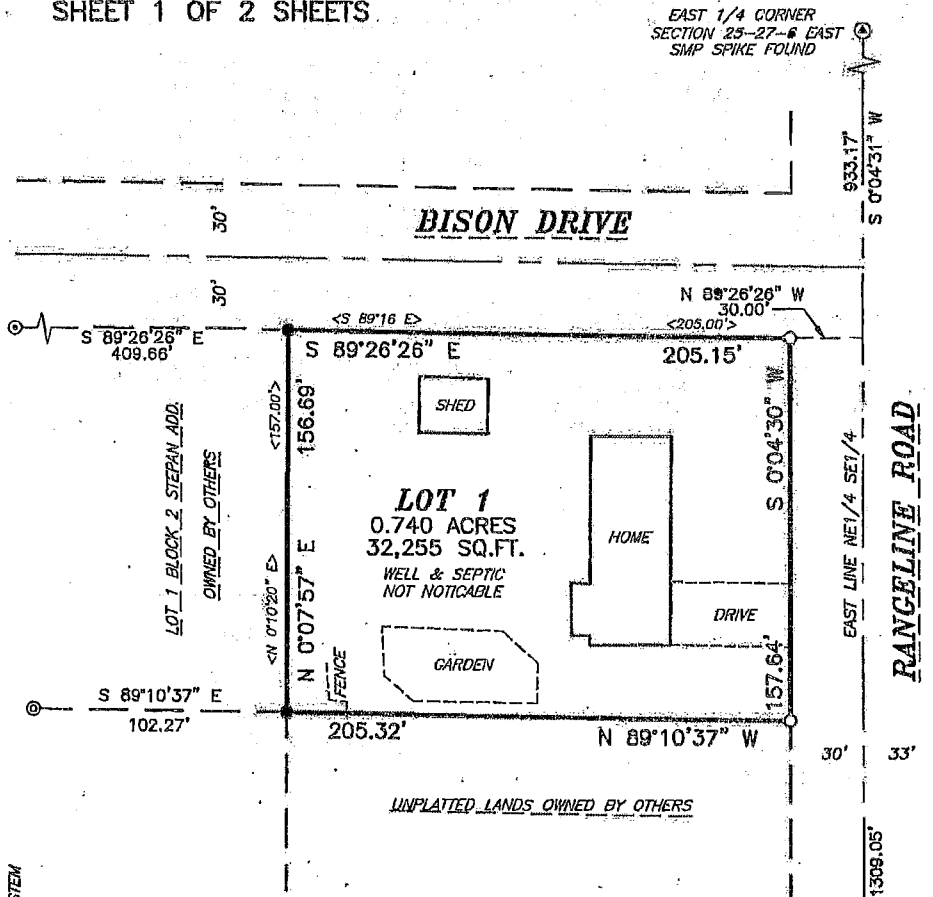 SHEET 1 OF 2 SHEETS
EAST 1/4 CORNER
SECTION 25-27-6 EAST
SMP SPIKE FOUND
933.17'
S 0°04'31" W
30'
BISON DRIVE
30'
N 89°26'26" W
30.00'
S 89°26'26" E
409.66'
<S 89°16 E>
<205.00'>
S 89°26'26" E
205.15'
<157.00'>
156.69'
SHED
S 0°04'30" W
LOT 1 BLOCK 2 STEPAN ADD.
OWNED BY OTHERS
LOT 1
0.740 ACRES
32,255 SQ.FT.
WELL & SEPTIC
NOT NOTICABLE
HOME
DRIVE
EAST LINE NE1/4 SE1/4
RANGELINE ROAD
<N 0°10'20" E>
N 0°07'57" E
FENCE
GARDEN
157.64'
S 89°10'37" E
102.27'
205.32'
N 89°10'37" W
30'
33'
UNPLATTED LANDS OWNED BY OTHERS
1309.05'